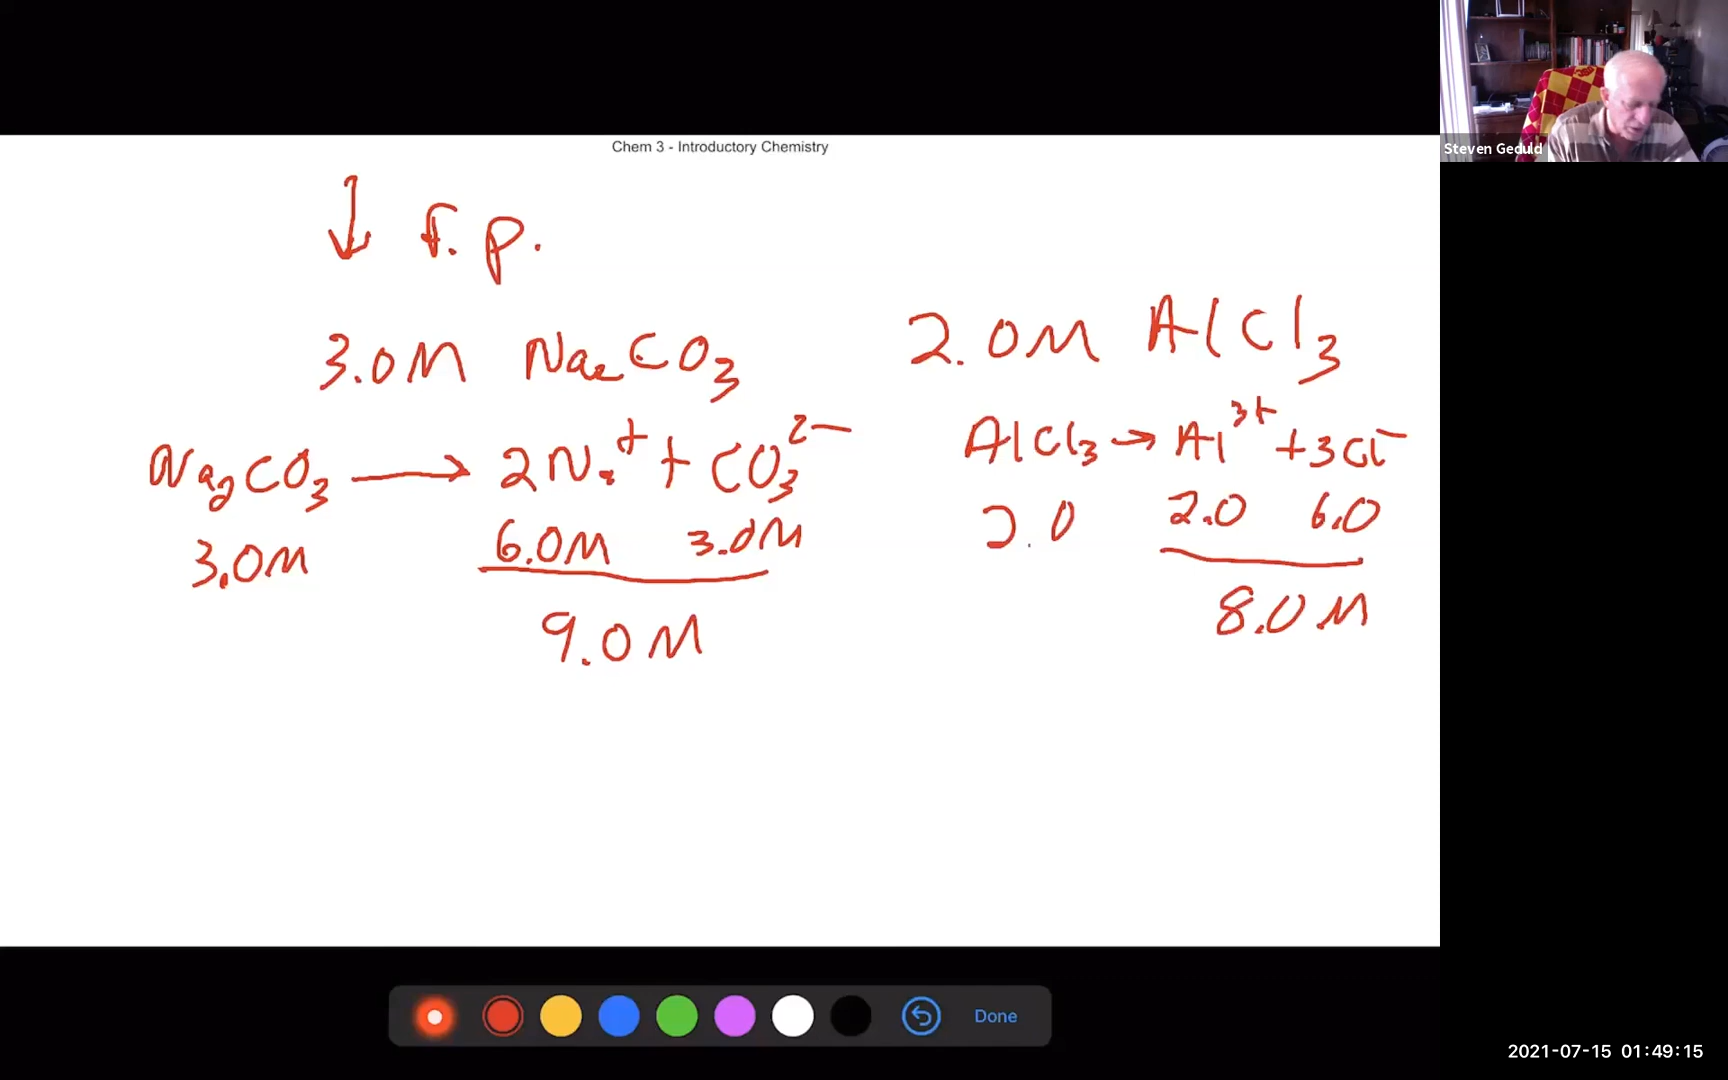 Chem 3 - Introductory Chemistry
Steven Geduld
↓ f.p.
3.0M Na₂CO₃
2.0M AlCl₃
Na₂CO₃ → 2Na⁺ + CO₃²⁻
3.0M 6.0M 3.0M
9.0M
AlCl₃ → Al³⁺ + 3Cl⁻
2.0 2.0 6.0
8.0M
Done
2021-07-15 01:49:15